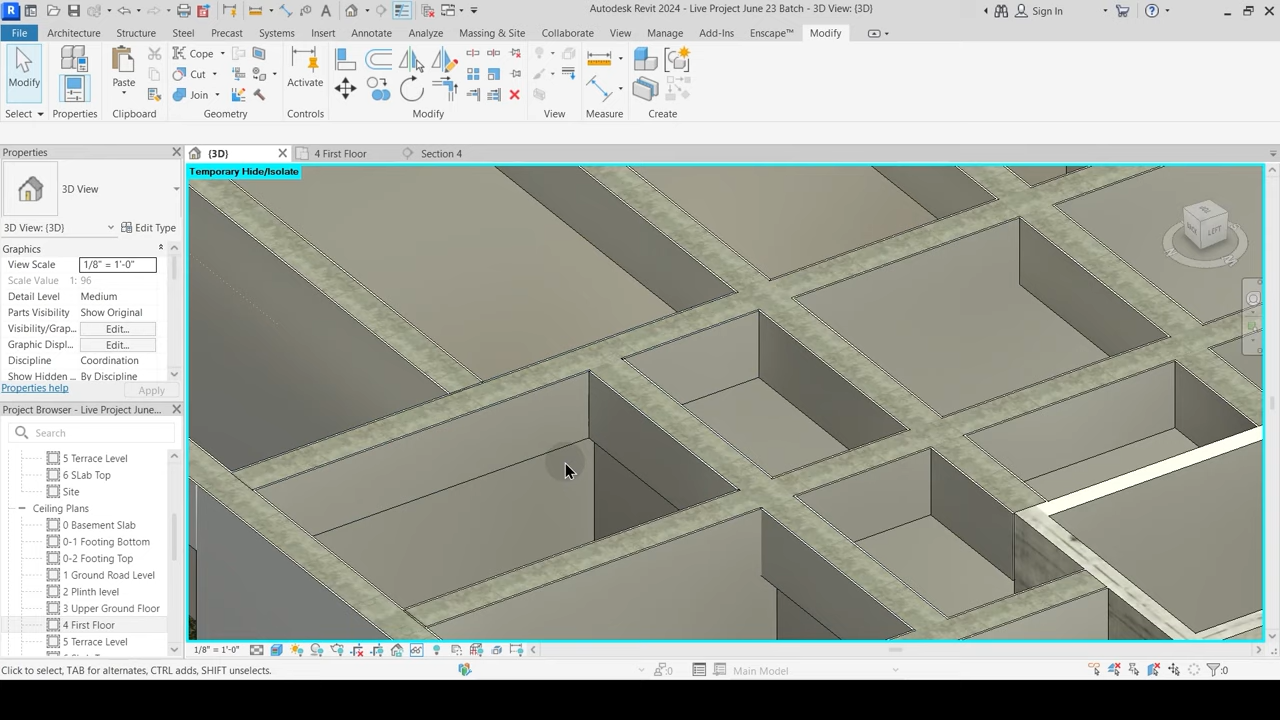 Autodesk Revit 2024 - Live Project June 23 Batch - 3D View: {3D}
Sign In
File Architecture Structure Steel Precast Systems Insert Annotate Analyze Massing & Site Collaborate View Manage Add-Ins Enscape™ Modify
Modify
Paste
Cope
Cut
Join
Activate
Select Properties Clipboard Geometry Controls Modify View Measure Create
Properties
{3D}
4 First Floor
Section 4
Temporary Hide/Isolate
3D View
3D View: {3D}
Edit Type
Graphics
View Scale 1/8" = 1'-0"
Scale Value 1: 96
Detail Level Medium
Parts Visibility Show Original
Visibility/Grap... Edit...
Graphic Displ... Edit...
Discipline Coordination
Show Hidden By Discipline
Properties help
Apply
LEFT
Project Browser - Live Project June...
Search
5 Terrace Level
6 Slab Top
Site
Ceiling Plans
0 Basement Slab
0-1 Footing Bottom
0-2 Footing Top
1 Ground Road Level
2 Plinth level
3 Upper Ground Floor
4 First Floor
5 Terrace Level
1/8" = 1'-0"
Click to select, TAB for alternates, CTRL adds, SHIFT unselects.
:0
Main Model
:0